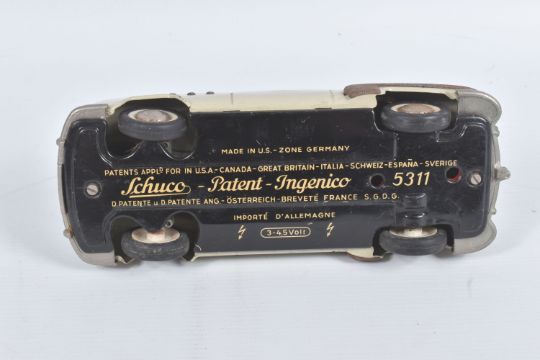 MADE IN U.S. - ZONE GERMANY
PATENTS APPLD FOR IN U.S.A - CANADA - GREAT BRITAIN - ITALIA - SCHWEIZ - ESPAÑA - SVERIGE
Schuco - Patent - Ingenico 5311
D. PATENTE u. D. PATENTE ANG. - ÖSTERREICH - BREVETÉ FRANCE S.G.D.G.
IMPORTÉ D'ALLEMAGNE
3-4.5 Volt